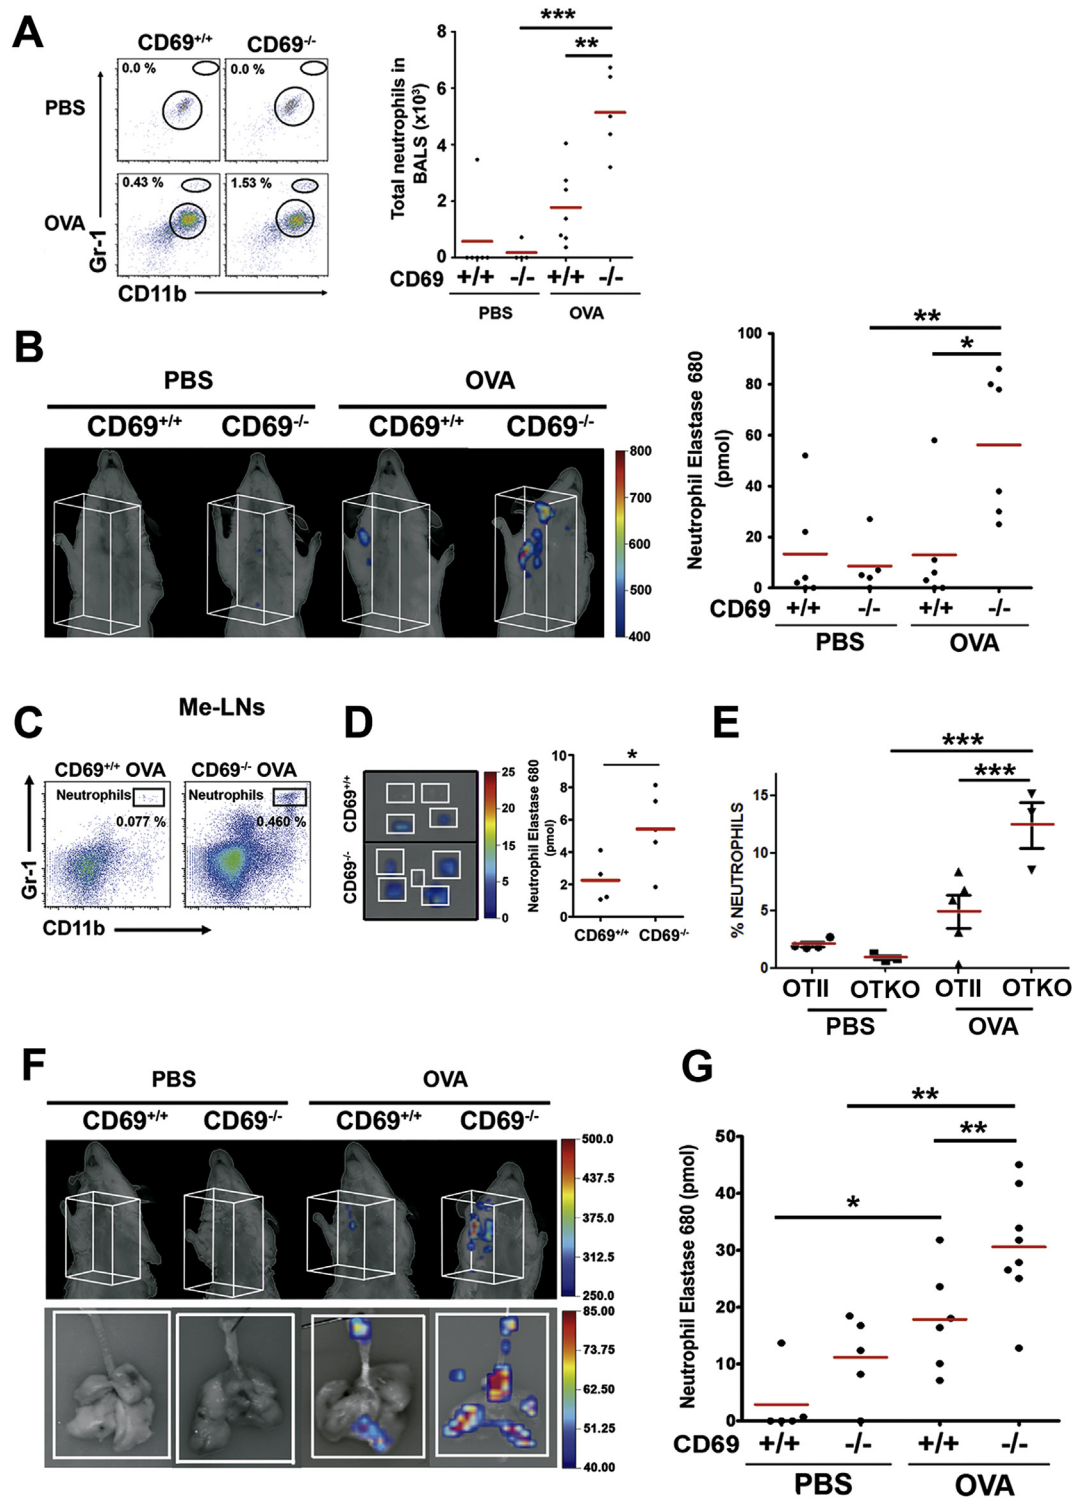 A
CD69+/+ CD69-/-
PBS
0.0 % 0.0 %
OVA
0.43 % 1.53 %
Gr-1
CD11b
Total neutrophils in
BALS (x10³)
8
6
4
2
0
*** 
**
CD69 +/+ -/- +/+ -/-
PBS OVA
B
PBS OVA
CD69+/+ CD69-/- CD69+/+ CD69-/-
800
700
600
500
400
Neutrophil Elastase 680
(pmol)
100
80
60
40
20
0
**
*
CD69 +/+ -/- +/+ -/-
PBS OVA
C
Me-LNs
CD69+/+ OVA CD69-/- OVA
Neutrophils Neutrophils
0.077 % 0.460 %
Gr-1
CD11b
D
CD69+/+
CD69-/-
25
20
15
10
5
0
Neutrophil Elastase 680
(pmol)
10
8
6
4
2
0
*
CD69+/+ CD69-/-
E
% NEUTROPHILS
15
10
5
0
***
***
OTII OTKO OTII OTKO
PBS OVA
F
PBS OVA
CD69+/+ CD69-/- CD69+/+ CD69-/-
500.0
437.5
375.0
312.5
250.0
85.00
73.75
62.50
51.25
40.00
G
Neutrophil Elastase 680 (pmol)
50
40
30
20
10
0
**
**
*
CD69 +/+ -/- +/+ -/-
PBS OVA